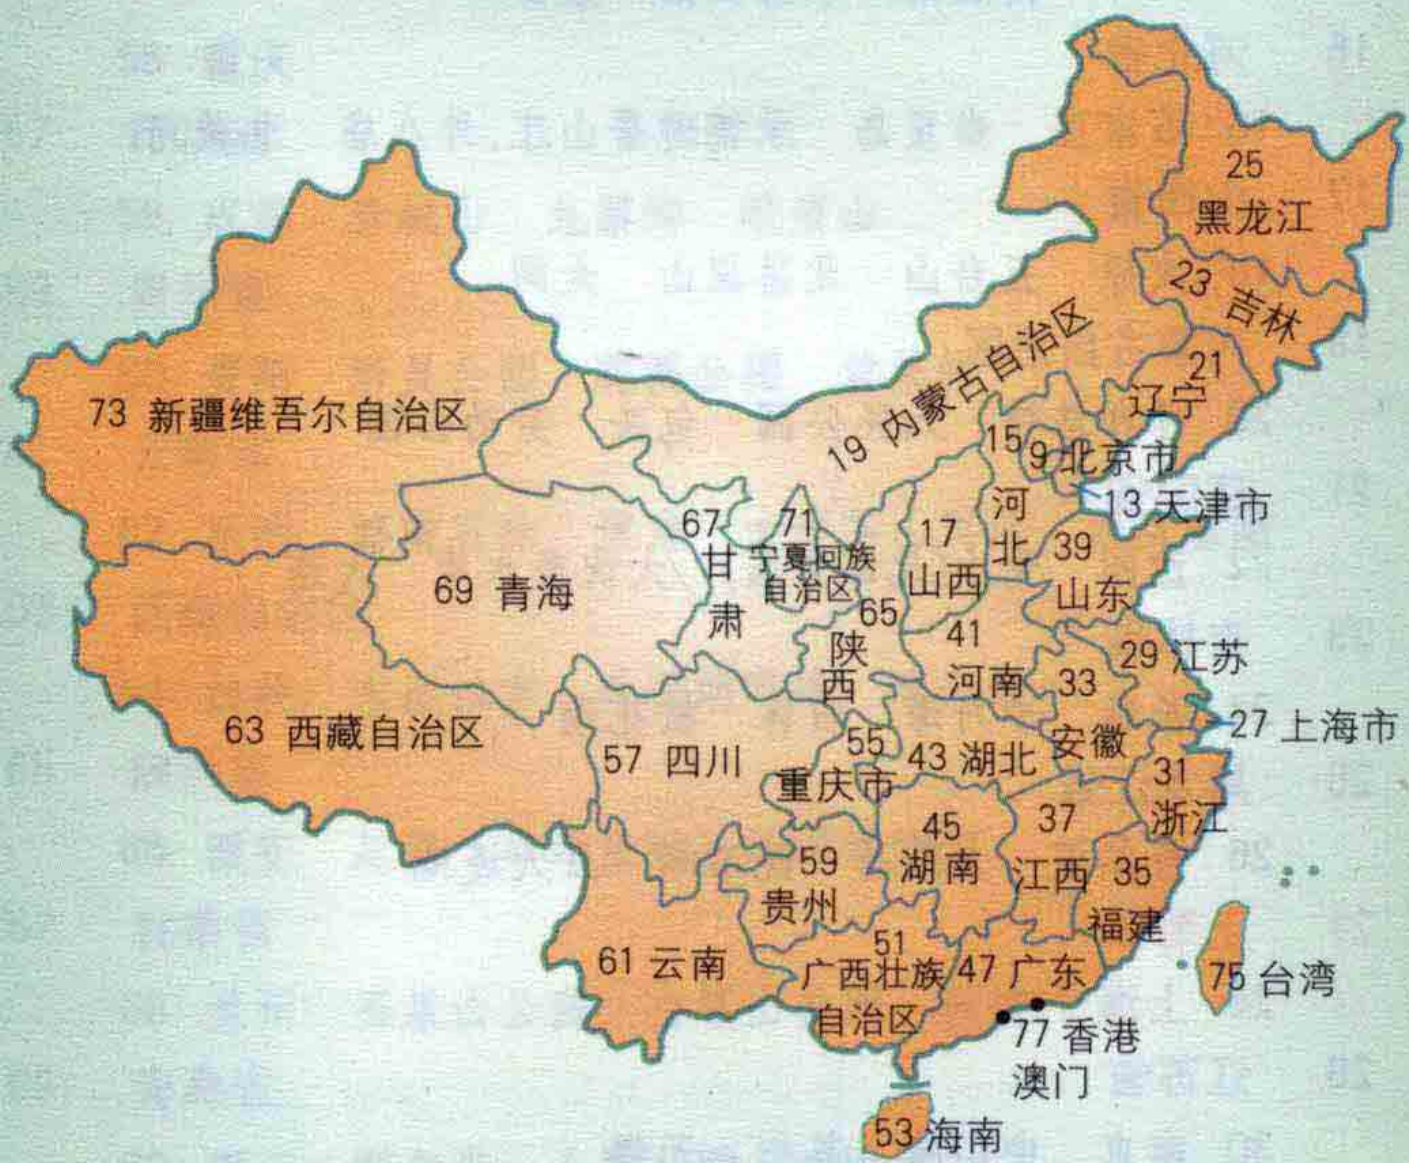 25
黑龙江
23 吉林
21
辽宁
19 内蒙古自治区
73 新疆维吾尔自治区
15
河
北
9 北京市
13 天津市
67
甘
肃
71
宁夏回族
自治区
17
山西
39
山东
69 青海
65
陕
西
41
河南
29 江苏
33
安徽
27 上海市
63 西藏自治区
57 四川
55
重庆市
43 湖北
31
浙江
45
湖南
37
江西
35
福建
59
贵州
61 云南
51
广西壮族
自治区
47 广东
75 台湾
77 香港
澳门
53 海南